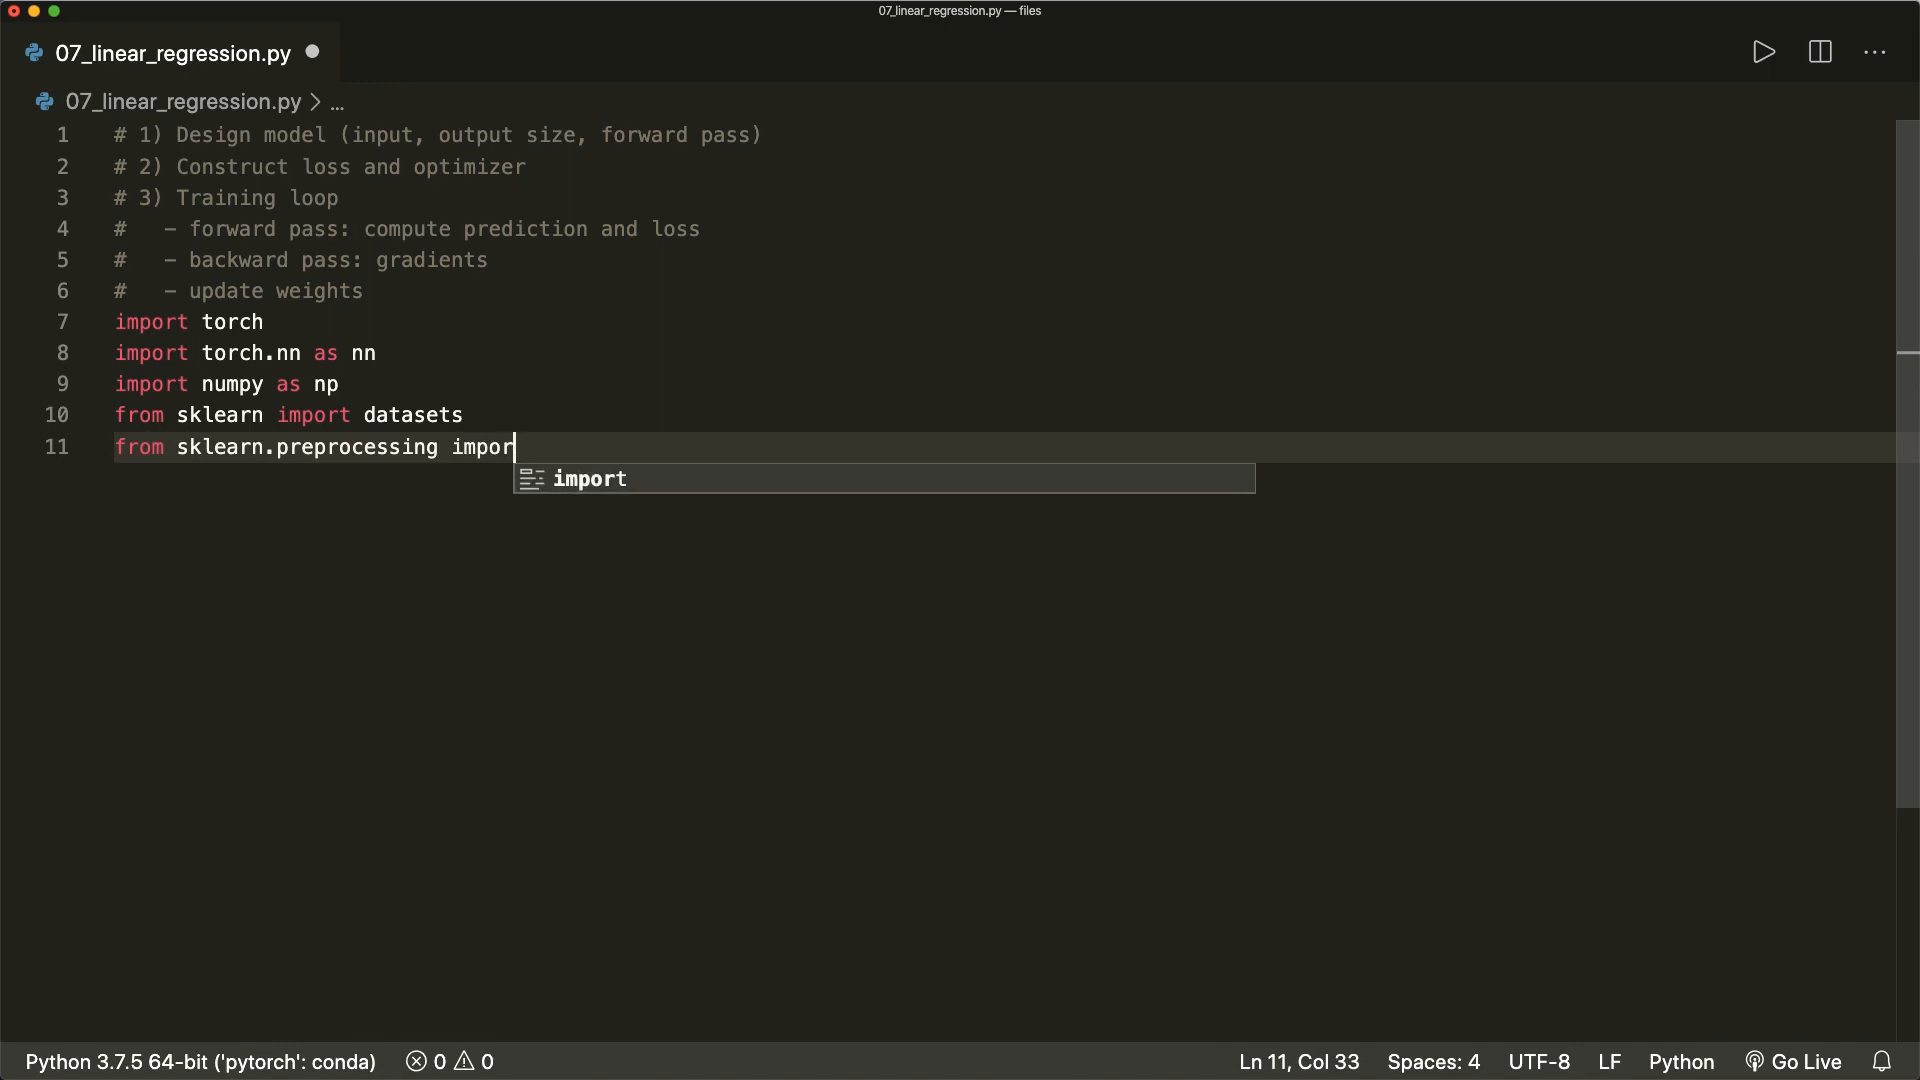 07_linear_regression.py — files
07_linear_regression.py
07_linear_regression.py > ...
1 # 1) Design model (input, output size, forward pass)
2 # 2) Construct loss and optimizer
3 # 3) Training loop
4 #   - forward pass: compute prediction and loss
5 #   - backward pass: gradients
6 #   - update weights
7 import torch
8 import torch.nn as nn
9 import numpy as np
10 from sklearn import datasets
11 from sklearn.preprocessing impor
import
Python 3.7.5 64-bit ('pytorch': conda) 0 0 Ln 11, Col 33 Spaces: 4 UTF-8 LF Python Go Live